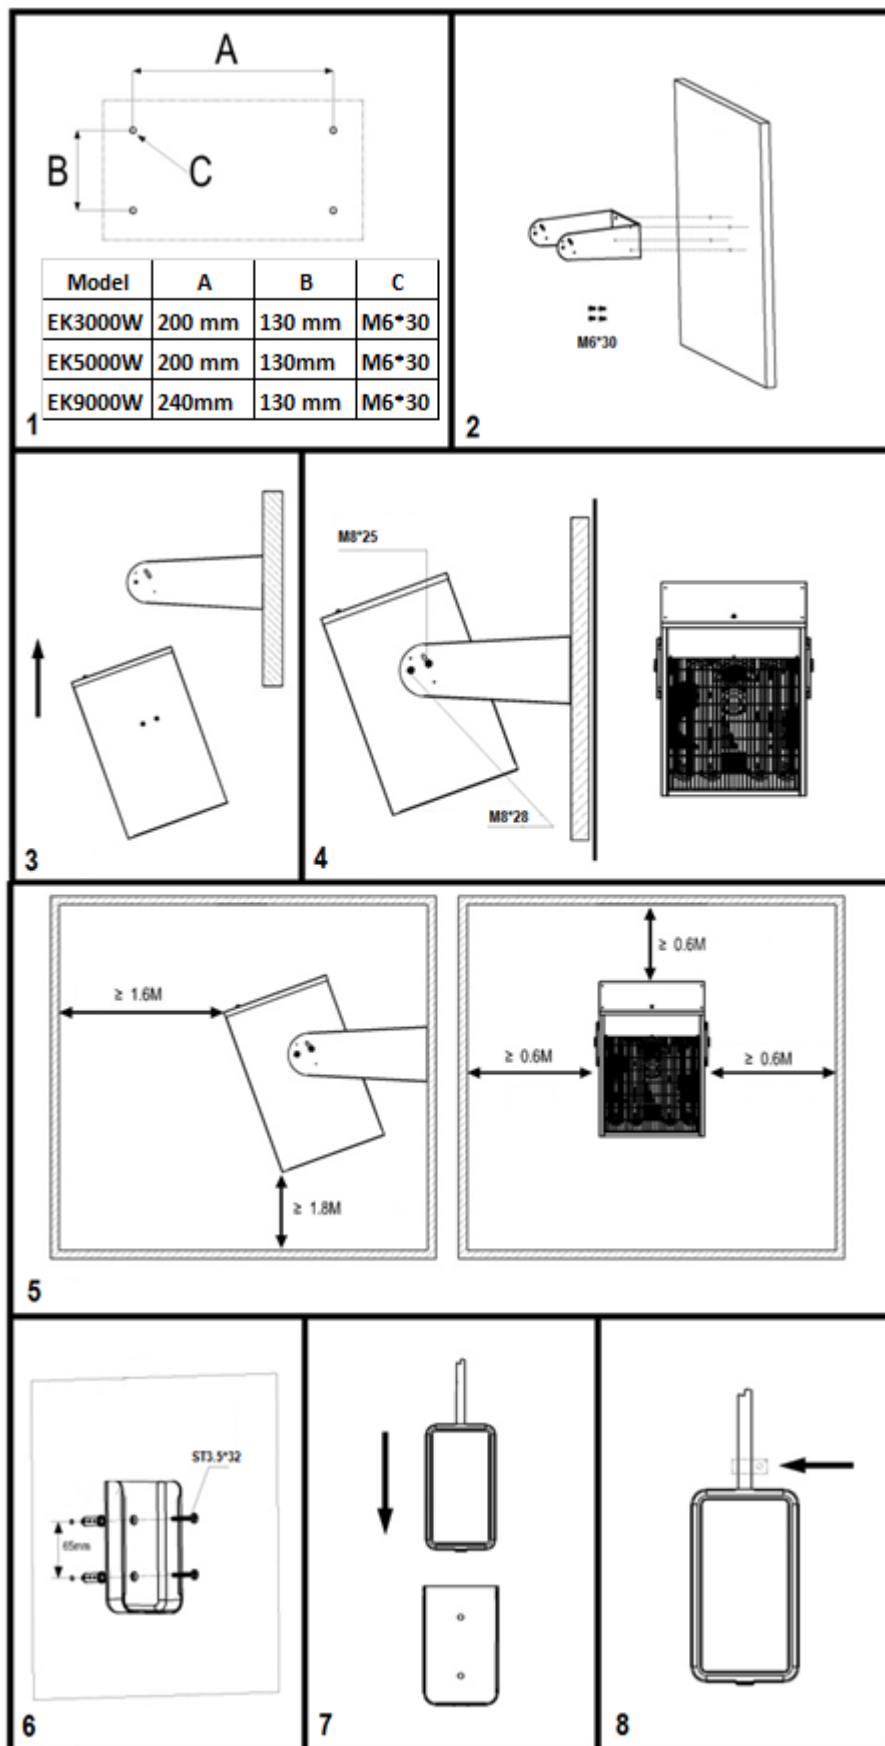 A
B
C
Model A B C
EK3000W 200 mm 130 mm M6*30
EK5000W 200 mm 130mm M6*30
EK9000W 240mm 130 mm M6*30
1
M6*30
2
3
M8*25
M8*28
4
≥ 1.6M
≥ 1.8M
≥ 0.6M
≥ 0.6M
≥ 0.6M
5
ST3.5*32
65mm
6
7
8